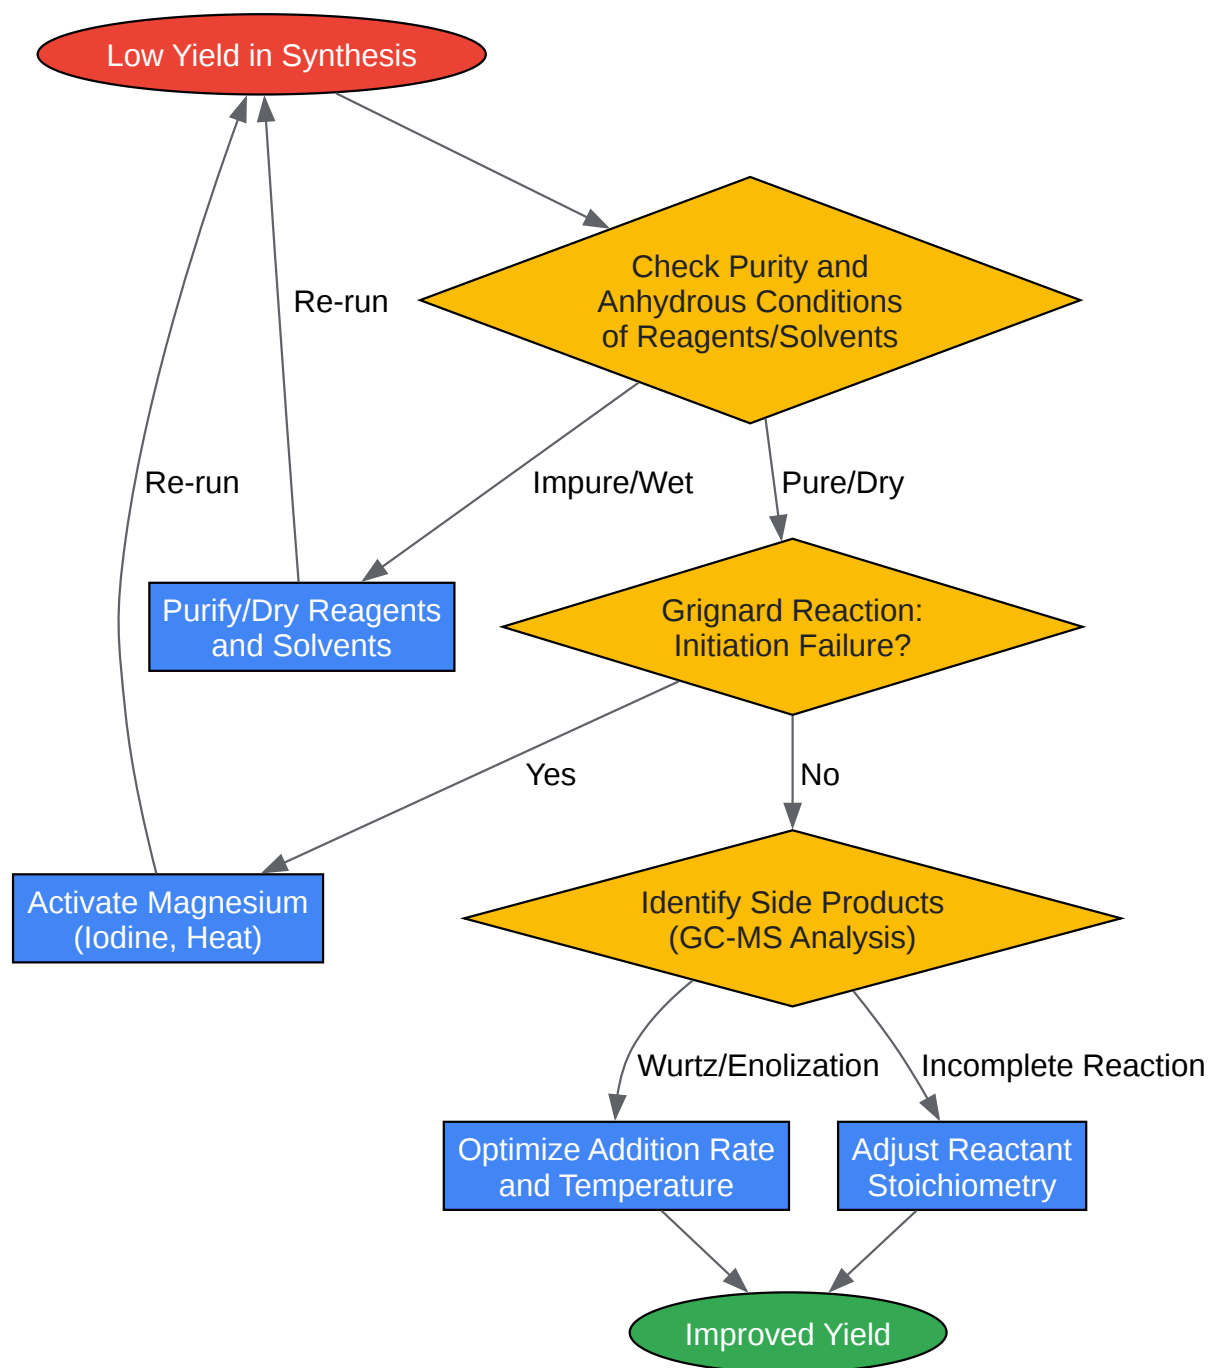 Low Yield in Synthesis
Check Purity and
Anhydrous Conditions
of Reagents/Solvents
Re-run
Re-run
Impure/Wet
Pure/Dry
Purify/Dry Reagents
and Solvents
Grignard Reaction:
Initiation Failure?
Yes
No
Activate Magnesium
(Iodine, Heat)
Identify Side Products
(GC-MS Analysis)
Wurtz/Enolization
Incomplete Reaction
Optimize Addition Rate
and Temperature
Adjust Reactant
Stoichiometry
Improved Yield